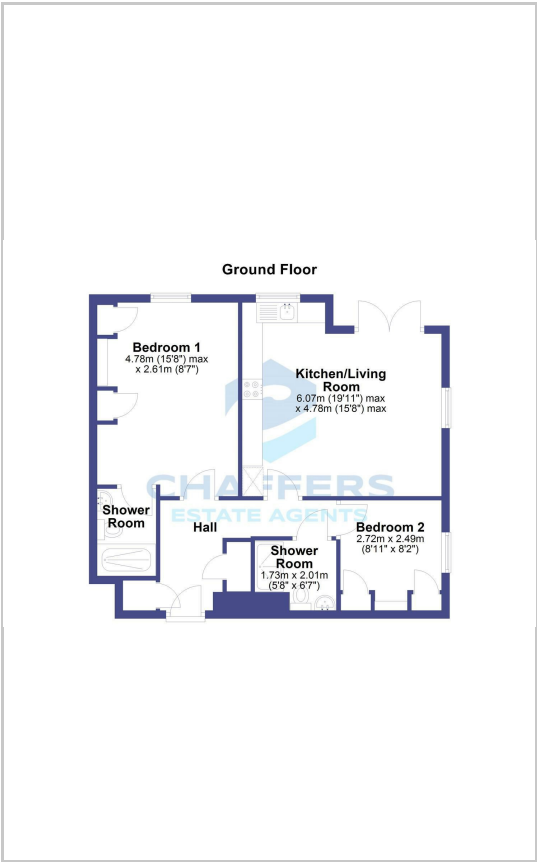 Ground Floor
Bedroom 1
4.78m (15'8") max
x 2.61m (8'7")
Kitchen/Living
Room
6.07m (19'11") max
x 4.78m (15'8") max
CHAFFERS
ESTATE AGENTS
Shower
Room
Hall
Shower
Room
1.73m x 2.01m
(5'8" x 6'7")
Bedroom 2
2.72m x 2.49m
(8'11" x 8'2")